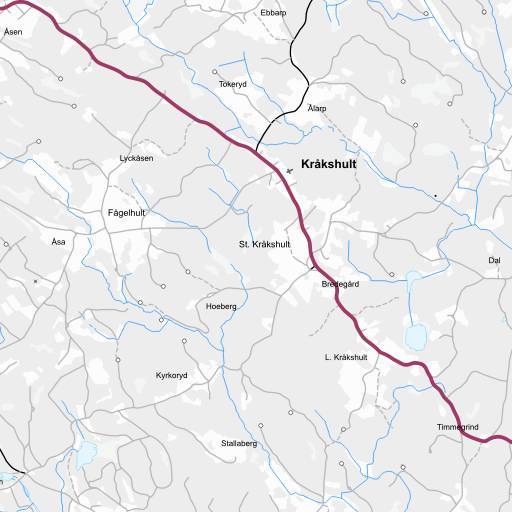 Ebbarp
Åsen
Tokeryd
Ålarp
Lyckåsen
Kråkshult
Fågelhult
Åsa
St. Kråkshult
Dal
Bredegård
Hoeberg
L. Kråkshult
Kyrkoryd
Timmegrind
Stallaberg